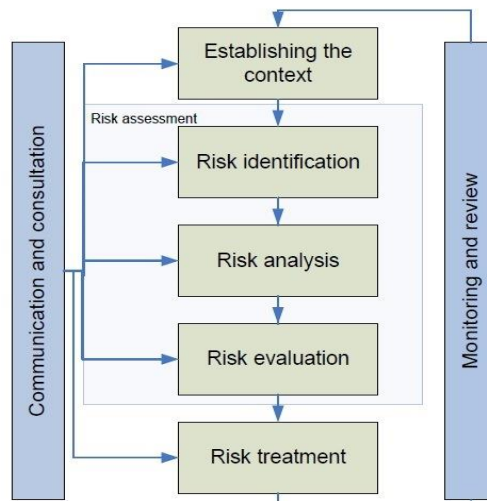 Establishing the
context
Risk assessment
Risk identification
Risk analysis
Risk evaluation
Risk treatment
Communication and consultation
Monitoring and review